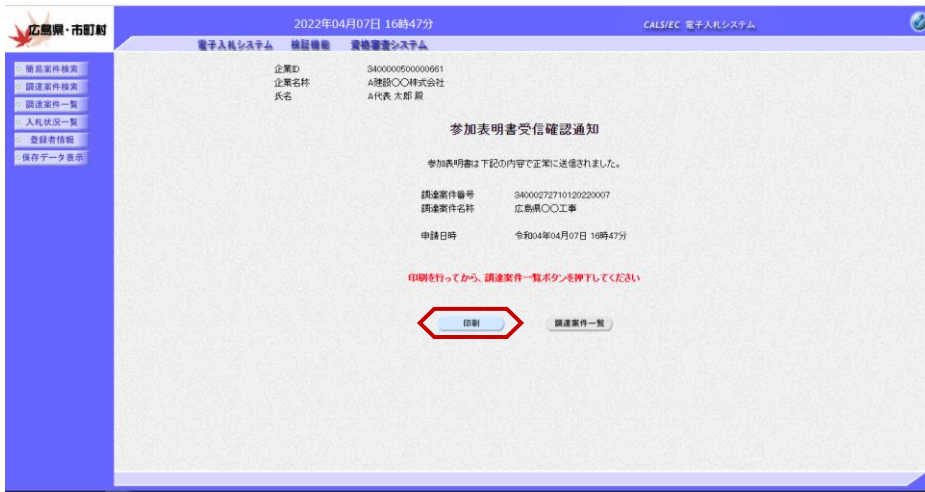 広島県・市町村
2022年04月07日 16時47分
CALS/EC 電子入札システム
電子入札システム 検証機能 資格審査システム
簡易案件検索
調達案件検索
調達案件一覧
入札状況一覧
登録者情報
保存データ表示
企業ID 3400000500000661
企業名称 A建設〇〇株式会社
氏名 A代表 太郎 殿
参加表明書受信確認通知
参加表明書は下記の内容で正常に送信されました。
調達案件番号 34000272710120220007
調達案件名称 広島県〇〇工事
申請日時 令和04年04月07日 16時47分
印刷を行ってから、調達案件一覧ボタンを押下してください
印刷 調達案件一覧